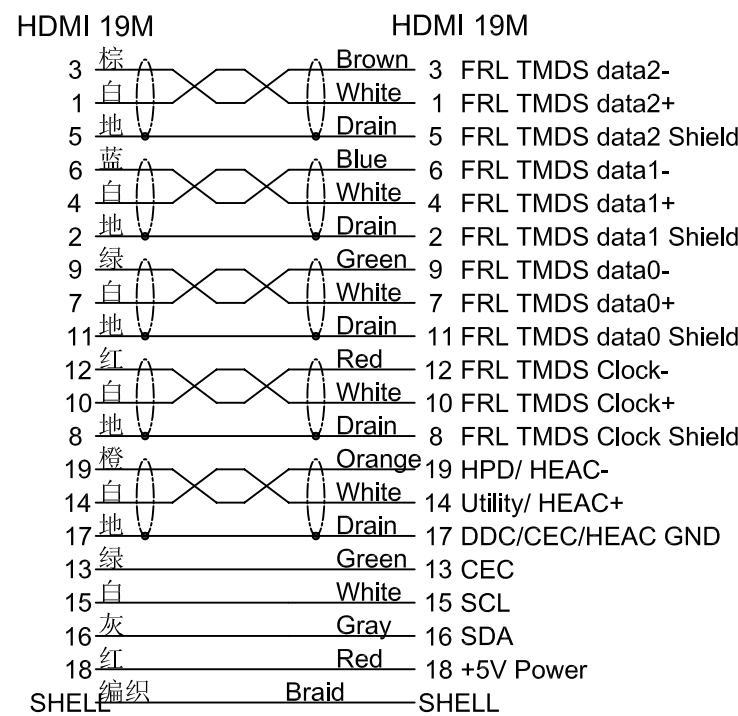 HDMI 19M HDMI 19M
3 棕 Brown 3 FRL TMDS data2-
1 白 White 1 FRL TMDS data2+
5 地 Drain 5 FRL TMDS data2 Shield
6 蓝 Blue 6 FRL TMDS data1-
4 白 White 4 FRL TMDS data1+
2 地 Drain 2 FRL TMDS data1 Shield
9 绿 Green 9 FRL TMDS data0-
7 白 White 7 FRL TMDS data0+
11 地 Drain 11 FRL TMDS data0 Shield
12 红 Red 12 FRL TMDS Clock-
10 白 White 10 FRL TMDS Clock+
8 地 Drain 8 FRL TMDS Clock Shield
19 橙 Orange 19 HPD/ HEAC-
14 白 White 14 Utility/ HEAC+
17 地 Drain 17 DDC/CEC/HEAC GND
13 绿 Green 13 CEC
15 白 White 15 SCL
16 灰 Gray 16 SDA
18 红 Red 18 +5V Power
SHELL 编织 Braid SHELL